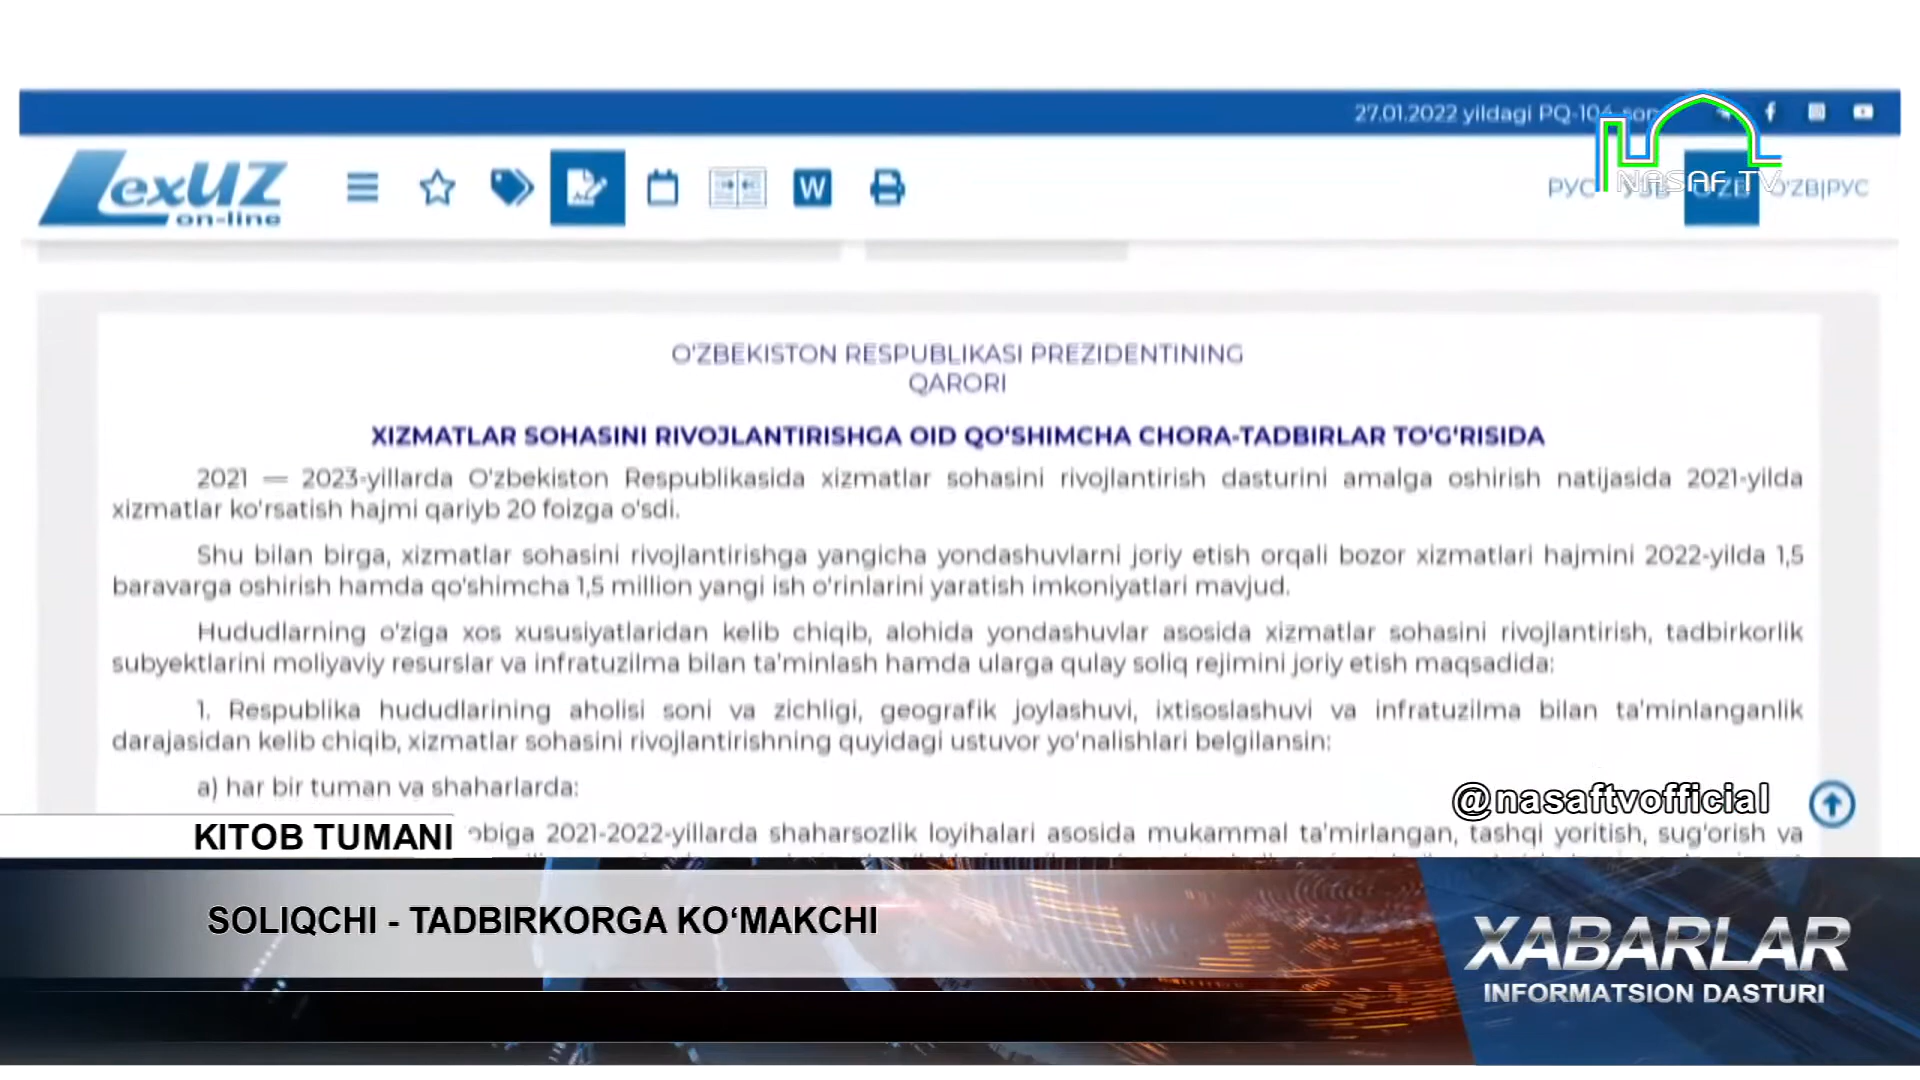 27.01.2022 yildagi PQ-104-son
LexUZ
on-line
W
РУС ЎЗБ O'ZB O'ZB|РУС
NASAF TV
O'ZBEKISTON RESPUBLIKASI PREZIDENTINING
QARORI
XIZMATLAR SOHASINI RIVOJLANTIRISHGA OID QO'SHIMCHA CHORA-TADBIRLAR TO'G'RISIDA
2021 — 2023-yillarda O'zbekiston Respublikasida xizmatlar sohasini rivojlantirish dasturini amalga oshirish natijasida 2021-yilda
xizmatlar ko'rsatish hajmi qariyb 20 foizga o'sdi.
Shu bilan birga, xizmatlar sohasini rivojlantirishga yangicha yondashuvlarni joriy etish orqali bozor xizmatlari hajmini 2022-yilda 1,5
baravarga oshirish hamda qo'shimcha 1,5 million yangi ish o'rinlarini yaratish imkoniyatlari mavjud.
Hududlarning o'ziga xos xususiyatlaridan kelib chiqib, alohida yondashuvlar asosida xizmatlar sohasini rivojlantirish, tadbirkorlik
subyektlarini moliyaviy resurslar va infratuzilma bilan ta'minlash hamda ularga qulay soliq rejimini joriy etish maqsadida:
1. Respublika hududlarining aholisi soni va zichligi, geografik joylashuvi, ixtisoslashuvi va infratuzilma bilan ta'minlanganlik
darajasidan kelib chiqib, xizmatlar sohasini rivojlantirishning quyidagi ustuvor yo'nalishlari belgilansin:
a) har bir tuman va shaharlarda:
@nasaftvofficial
KITOB TUMANI
2021-2022-yillarda shaharsozlik loyihalari asosida mukammal ta'mirlangan, tashqi yoritish, sug'orish va
SOLIQCHI - TADBIRKORGA KO‘MAKCHI
XABARLAR
INFORMATSION DASTURI